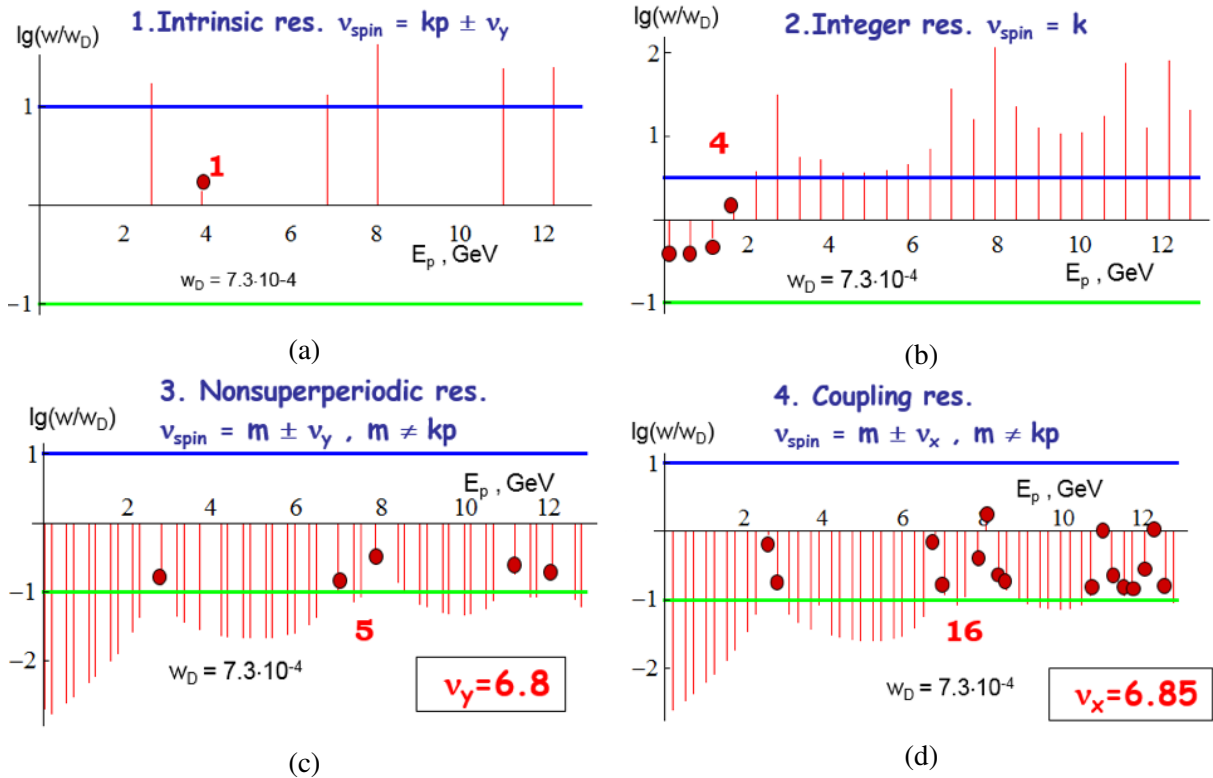 1.Intrinsic res. νspin = kp ± νy
lg(w/wD)
1
1
2 4 6 8 10 12
Ep , GeV
wD = 7.3·10-4
−1
(a)
2.Integer res. νspin = k
lg(w/wD)
2
1
4
2 4 6 8 10 12
Ep , GeV
wD = 7.3·10-4
−1
(b)
3. Nonsuperperiodic res.
νspin = m ± νy , m ≠ kp
lg(w/wD)
1
Ep , GeV
2 4 6 8 10 12
−1
5
−2
wD = 7.3·10-4
νy=6.8
(c)
4. Coupling res.
νspin = m ± νx , m ≠ kp
lg(w/wD)
1
Ep , GeV
2 4 6 8 10 12
−1
16
−2
wD = 7.3·10-4
νx=6.85
(d)